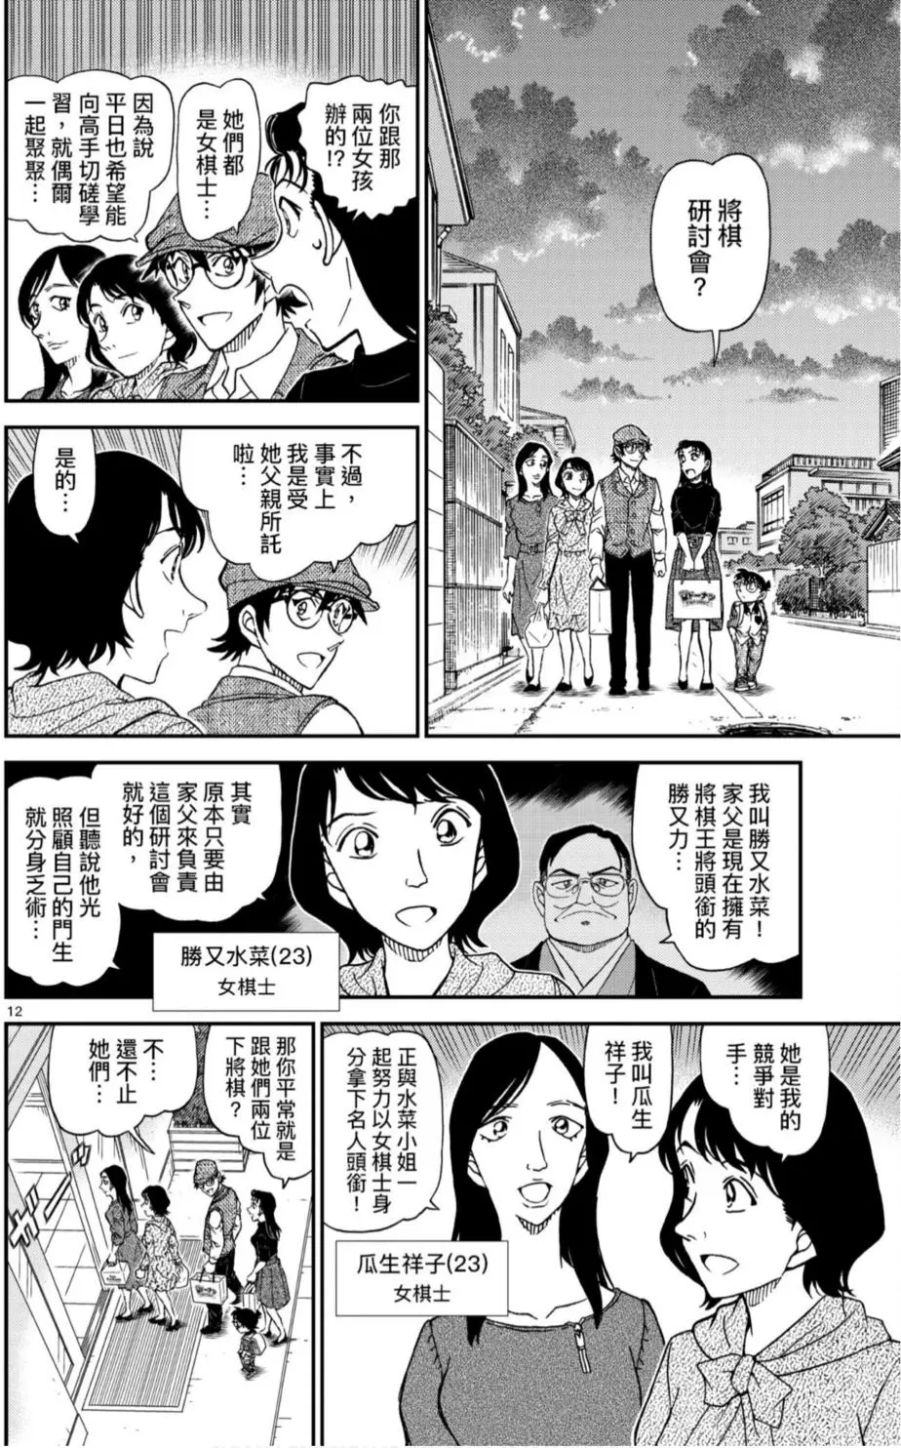 將棋
研討會？
你跟那
兩位女孩
辦的!?
她們都
是女棋士…
因為說
平日也希望能
向高手切磋學
習，就偶爾
一起聚聚…
不過，
事實上
我是受
她父親所託
啦…
是的…
我叫勝又水菜！
家父是現在擁有
將棋王將頭銜的
勝又力…
其實
原本只要由
家父來負責
這個研討會
就好的，
但聽說他光
照顧自己的門生
就分身乏術…
勝又水菜(23)
女棋士
12
她是我的
競爭對
手…
我叫瓜生
祥子！
正與水菜小姐一
起努力以女棋士身
分拿下名人頭銜！
瓜生祥子(23)
女棋士
那你平常就是
跟她們兩位
下將棋？
不…
還不止
她們…